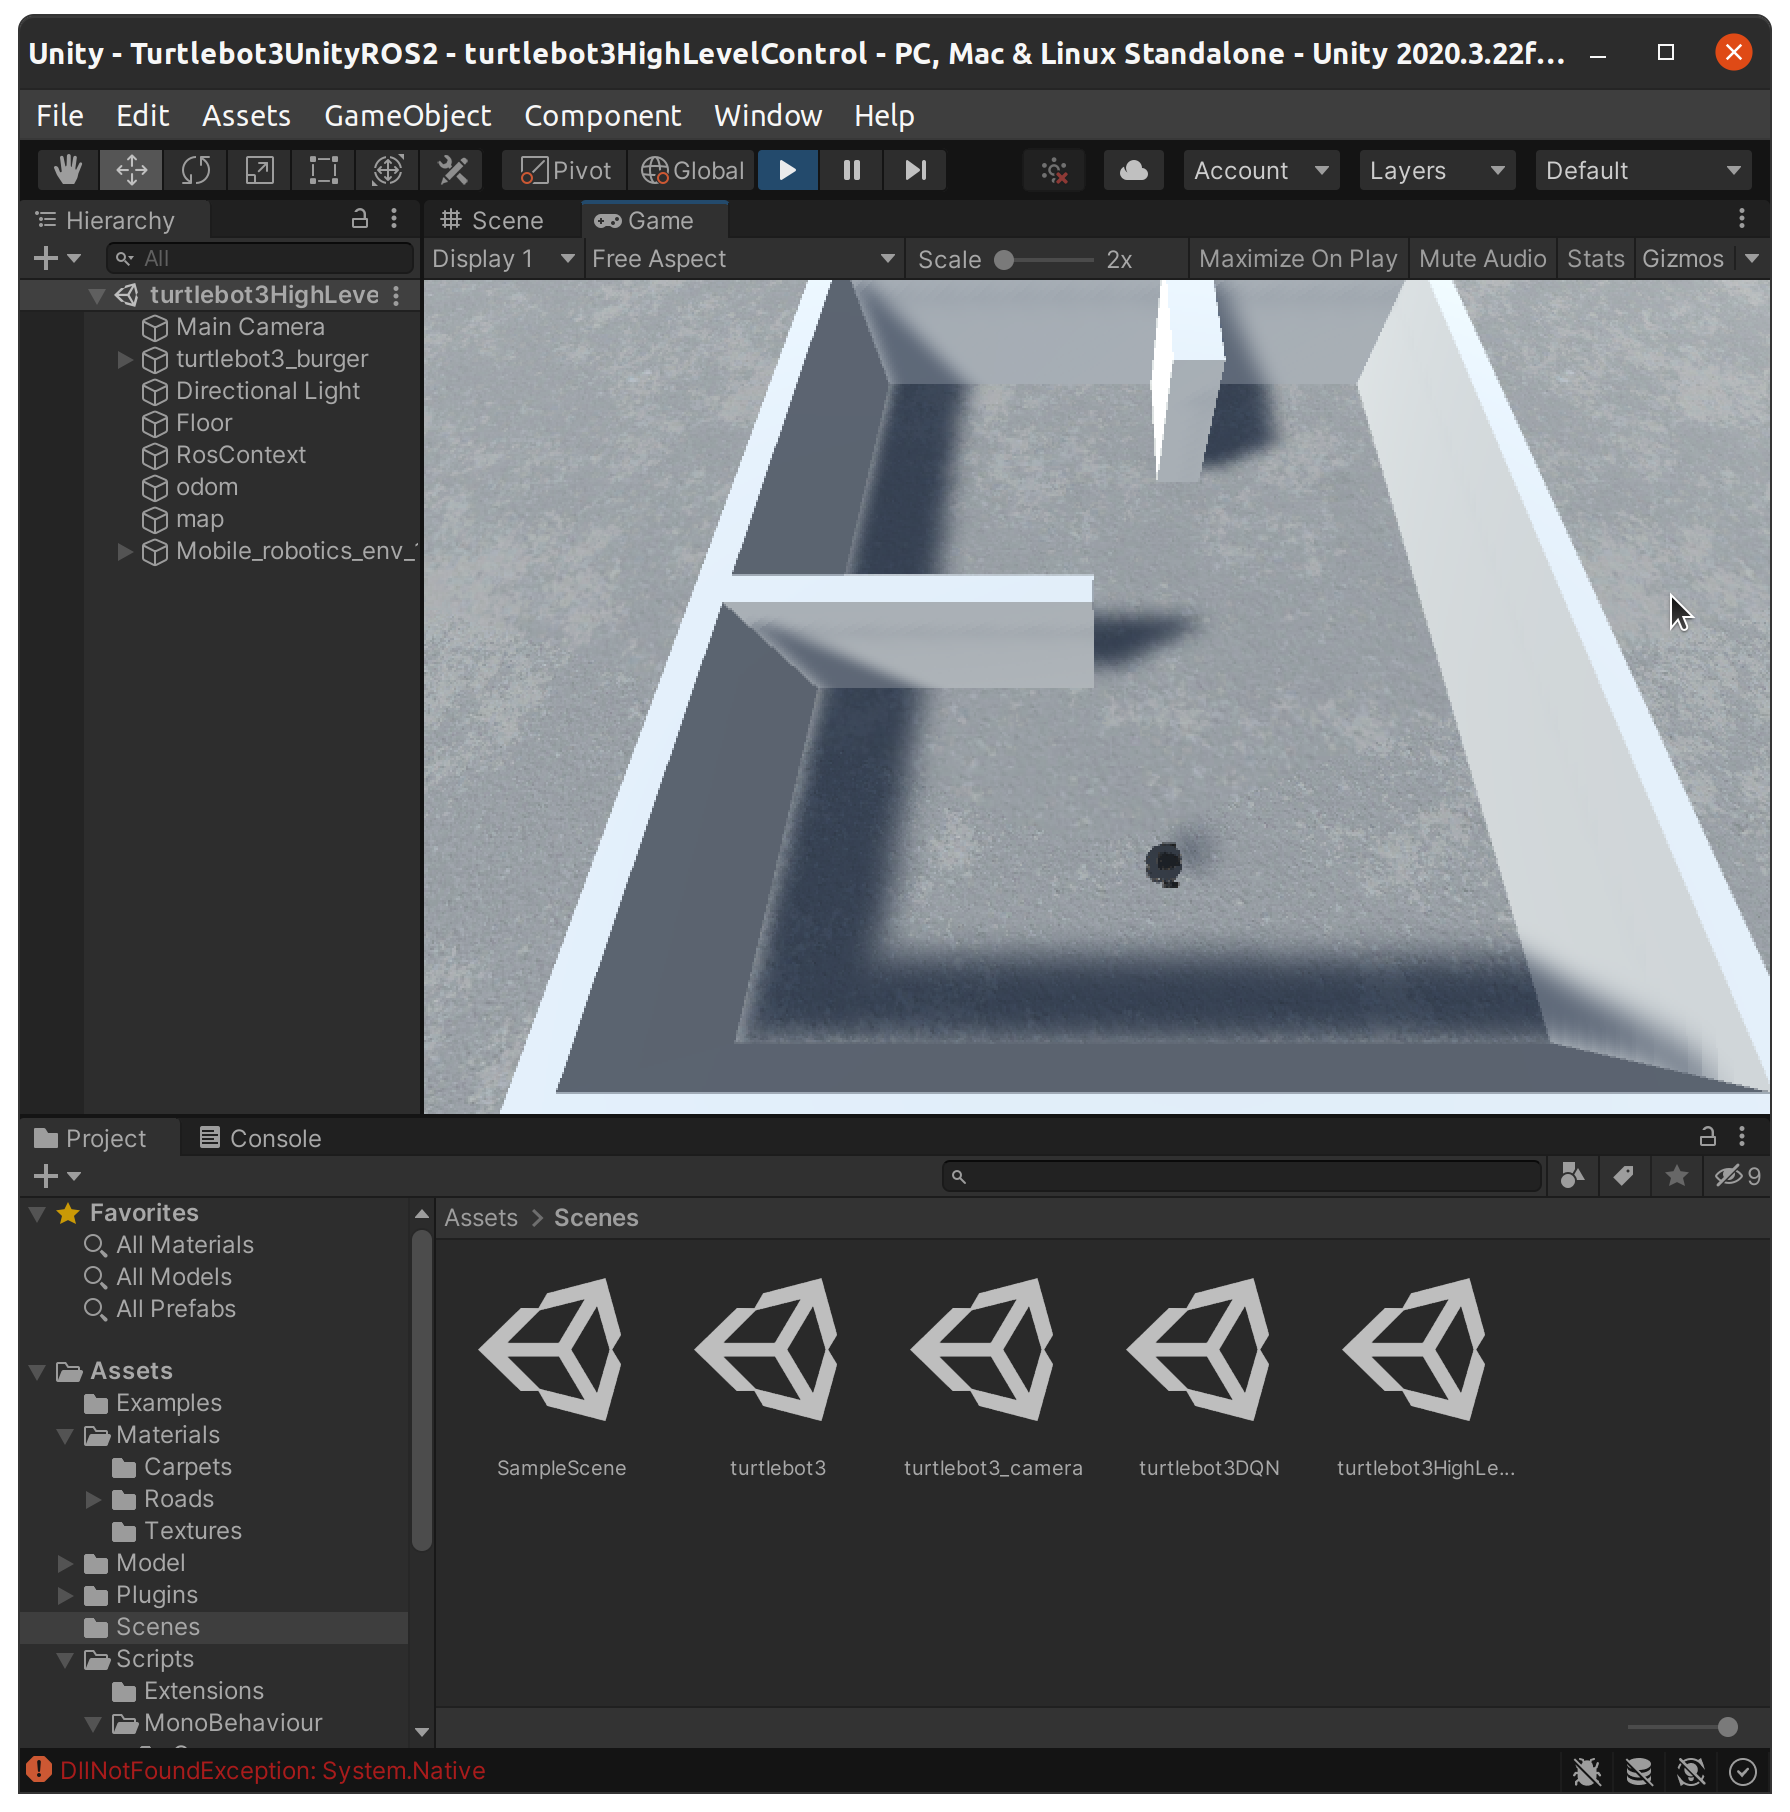 Unity - Turtlebot3UnityROS2 - turtlebot3HighLevelControl - PC, Mac & Linux Standalone - Unity 2020.3.22f...
File Edit Assets GameObject Component Window Help
Pivot Global Account Layers Default
Hierarchy
All
turtlebot3HighLeve
Main Camera
turtlebot3_burger
Directional Light
Floor
RosContext
odom
map
Mobile_robotics_env_
Scene Game
Display 1 Free Aspect Scale 2x Maximize On Play Mute Audio Stats Gizmos
Project Console
9
Favorites
All Materials
All Models
All Prefabs
Assets
Examples
Materials
Carpets
Roads
Textures
Model
Plugins
Scenes
Scripts
Extensions
MonoBehaviour
Assets > Scenes
SampleScene turtlebot3 turtlebot3_camera turtlebot3DQN turtlebot3HighLe...
DllNotFoundException: System.Native